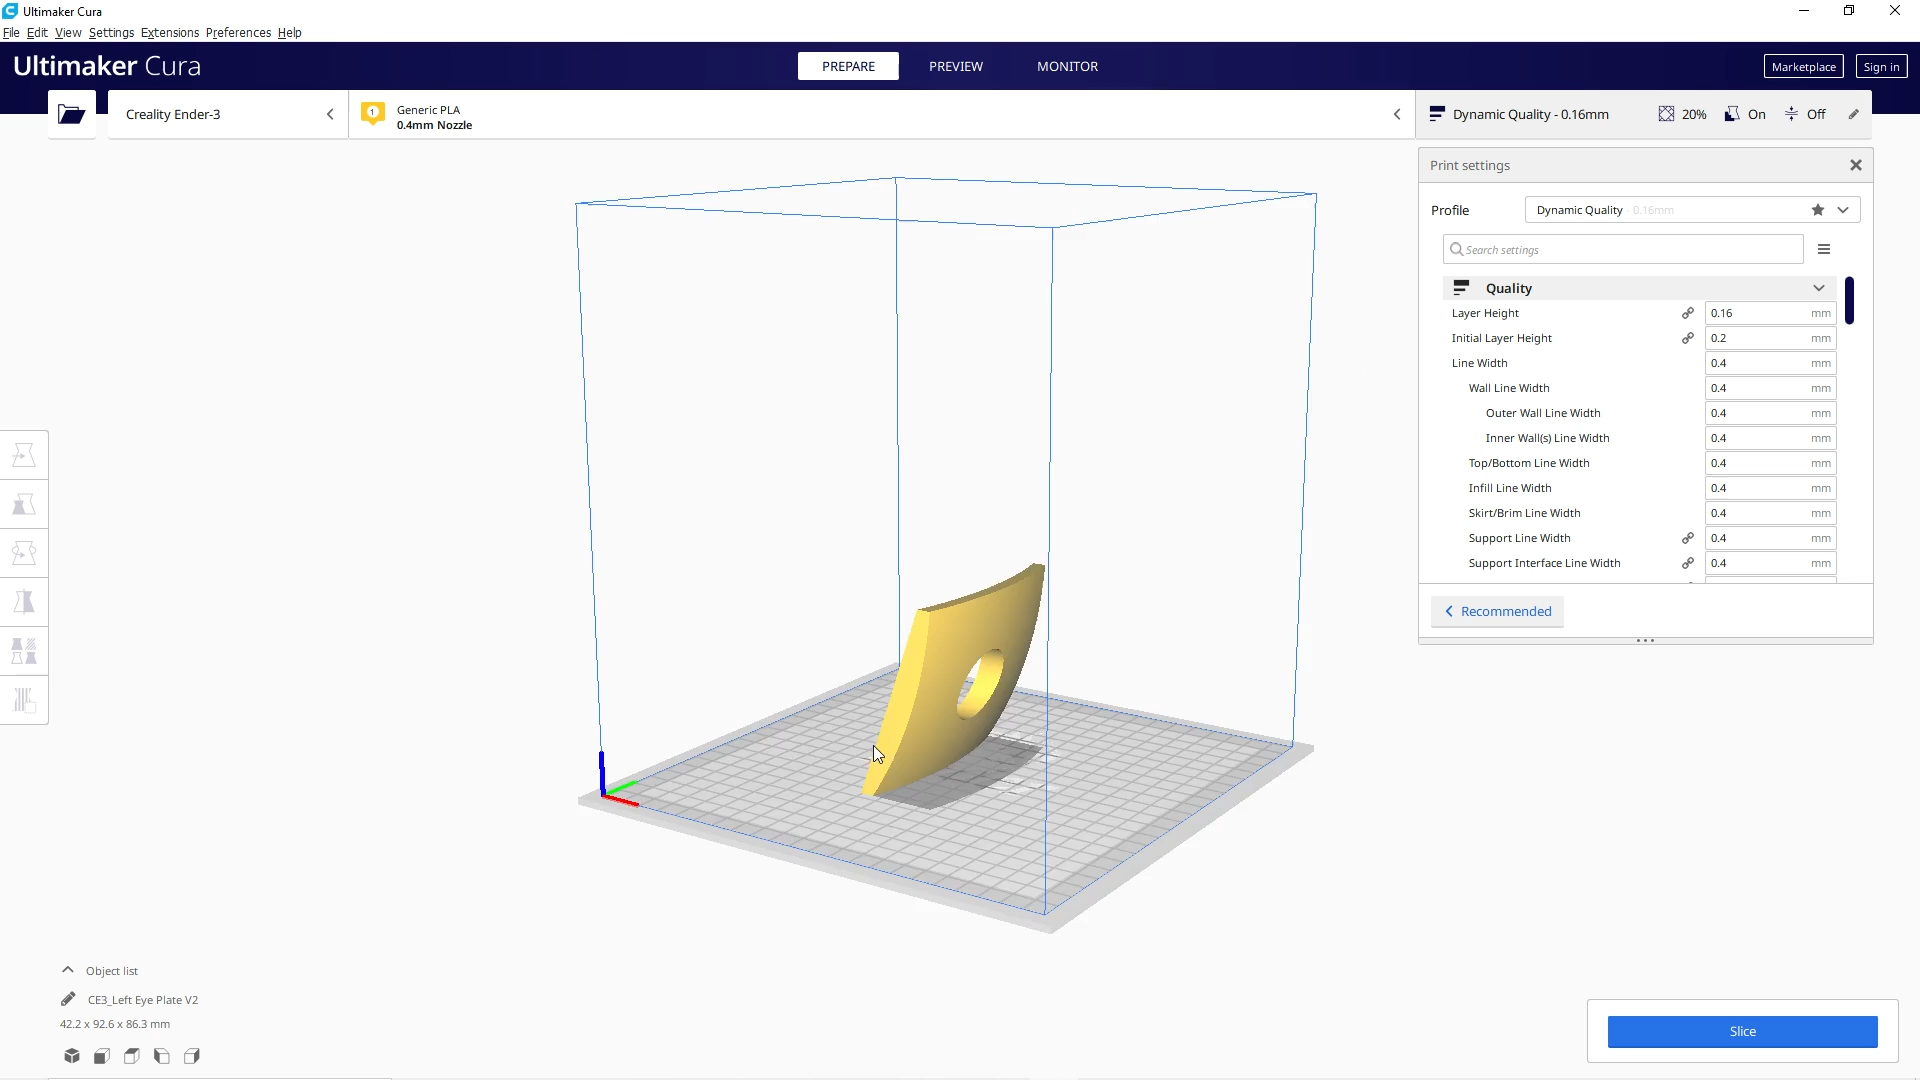 Ultimaker Cura
File Edit View Settings Extensions Preferences Help
Ultimaker Cura
PREPARE
PREVIEW
MONITOR
Marketplace
Sign in
Creality Ender-3
1
Generic PLA
0.4mm Nozzle
Dynamic Quality - 0.16mm
20%
On
Off
Print settings
Profile
Dynamic Quality - 0.16mm
Search settings
Quality
Layer Height 0.16 mm
Initial Layer Height 0.2 mm
Line Width 0.4 mm
Wall Line Width 0.4 mm
Outer Wall Line Width 0.4 mm
Inner Wall(s) Line Width 0.4 mm
Top/Bottom Line Width 0.4 mm
Infill Line Width 0.4 mm
Skirt/Brim Line Width 0.4 mm
Support Line Width 0.4 mm
Support Interface Line Width 0.4 mm
Recommended
Object list
CE3_Left Eye Plate V2
42.2 x 92.6 x 86.3 mm
Slice